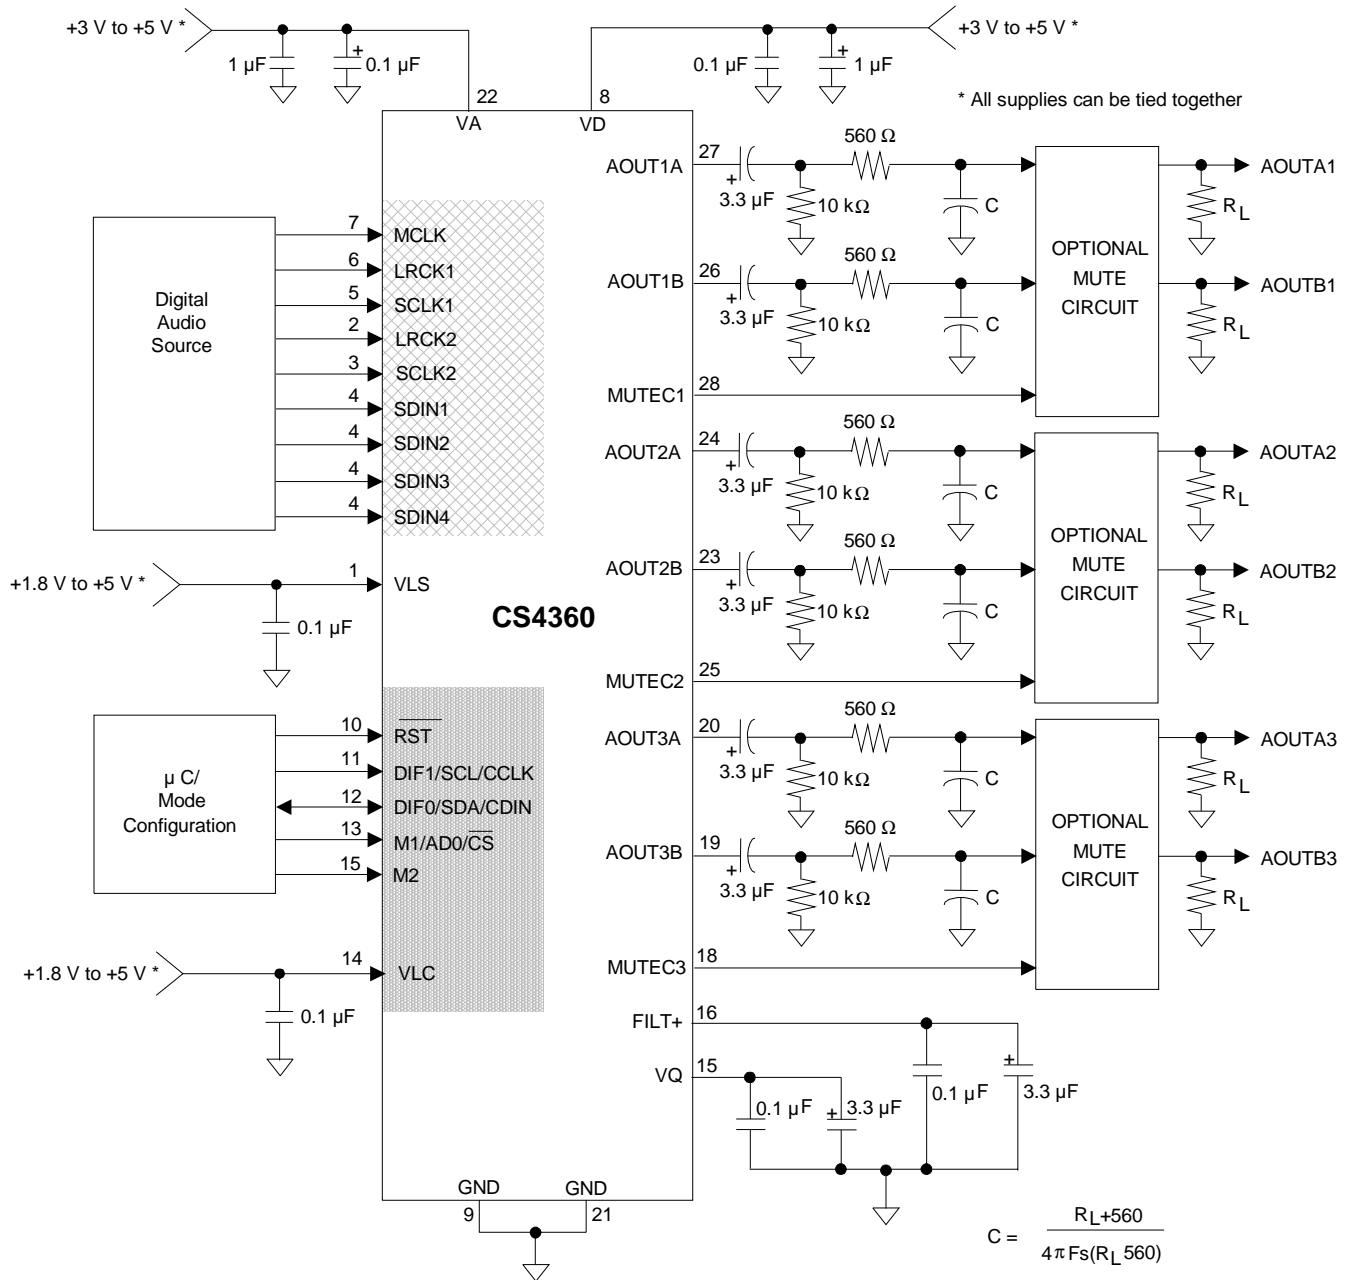 +3 V to +5 V *
+3 V to +5 V *
1 µF
+
0.1 µF
0.1 µF
+
1 µF
22
8
VA
VD
* All supplies can be tied together
AOUT1A
27
+
3.3 µF
10 kΩ
560 Ω
C
R L
AOUTA1
AOUT1B
26
+
3.3 µF
10 kΩ
560 Ω
C
R L
AOUTB1
OPTIONAL
MUTE
CIRCUIT
MUTEC1
28
Digital
Audio
Source
7
MCLK
6
LRCK1
5
SCLK1
2
LRCK2
3
SCLK2
4
SDIN1
4
SDIN2
4
SDIN3
4
SDIN4
AOUT2A
24
+
3.3 µF
10 kΩ
560 Ω
C
R L
AOUTA2
AOUT2B
23
+
3.3 µF
10 kΩ
560 Ω
C
R L
AOUTB2
OPTIONAL
MUTE
CIRCUIT
MUTEC2
25
+1.8 V to +5 V *
1
VLS
0.1 µF
CS4360
µ C/
Mode
Configuration
10
RST
11
DIF1/SCL/CCLK
12
DIF0/SDA/CDIN
13
M1/AD0/CS
15
M2
AOUT3A
20
+
3.3 µF
10 kΩ
560 Ω
C
R L
AOUTA3
AOUT3B
19
+
3.3 µF
10 kΩ
560 Ω
C
R L
AOUTB3
OPTIONAL
MUTE
CIRCUIT
MUTEC3
18
+1.8 V to +5 V *
14
VLC
0.1 µF
FILT+
16
0.1 µF
+
3.3 µF
VQ
15
0.1 µF
+
3.3 µF
GND
GND
9
21
C =
R L+560
4π Fs(R L 560)